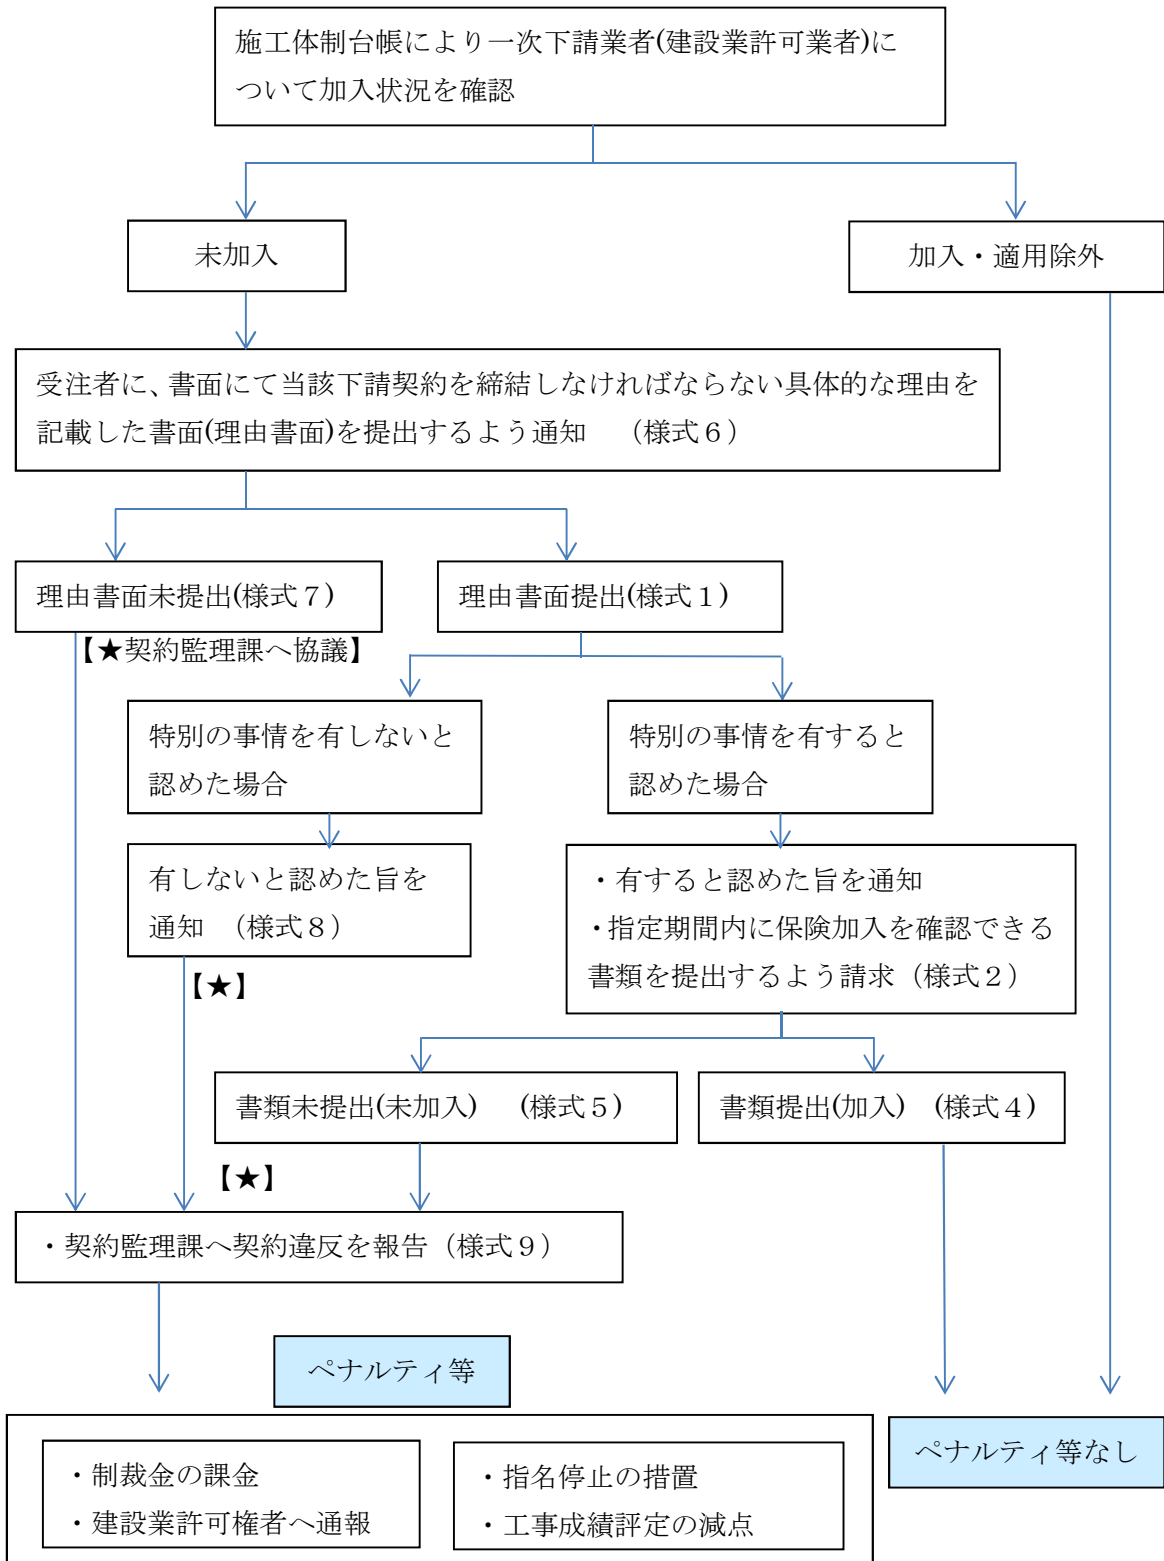 施工体制台帳により一次下請業者(建設業許可業者)に
ついて加入状況を確認
未加入
加入・適用除外
受注者に、書面にて当該下請契約を締結しなければならない具体的な理由を
記載した書面(理由書面)を提出するよう通知　（様式６）
理由書面未提出(様式７)
理由書面提出(様式１)
【★契約監理課へ協議】
特別の事情を有しないと
認めた場合
特別の事情を有すると
認めた場合
有しないと認めた旨を
通知　（様式８）
・有すると認めた旨を通知
・指定期間内に保険加入を確認できる
書類を提出するよう請求（様式２）
【★】
書類未提出(未加入)　(様式５)
書類提出(加入)　(様式４)
【★】
・契約監理課へ契約違反を報告（様式９）
ペナルティ等
ペナルティ等なし
・制裁金の課金
・建設業許可権者へ通報
・指名停止の措置
・工事成績評定の減点